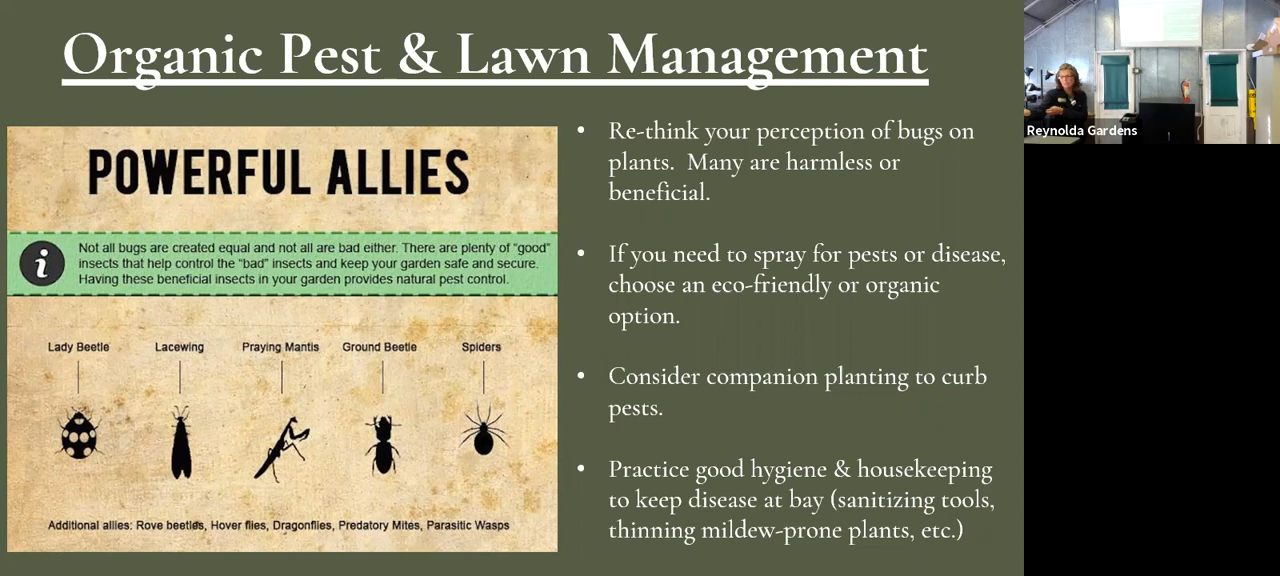 Organic Pest & Lawn Management
POWERFUL ALLIES
i
Not all bugs are created equal and not all are bad either. There are plenty of “good”
insects that help control the “bad” insects and keep your garden safe and secure.
Having these beneficial insects in your garden provides natural pest control.
Lady Beetle Lacewing Praying Mantis Ground Beetle Spiders
Additional allies: Rove beetles, Hover flies, Dragonflies, Predatory Mites, Parasitic Wasps
• Re-think your perception of bugs on
plants. Many are harmless or
beneficial.
• If you need to spray for pests or disease,
choose an eco-friendly or organic
option.
• Consider companion planting to curb
pests.
• Practice good hygiene & housekeeping
to keep disease at bay (sanitizing tools,
thinning mildew-prone plants, etc.)
Reynolda Gardens